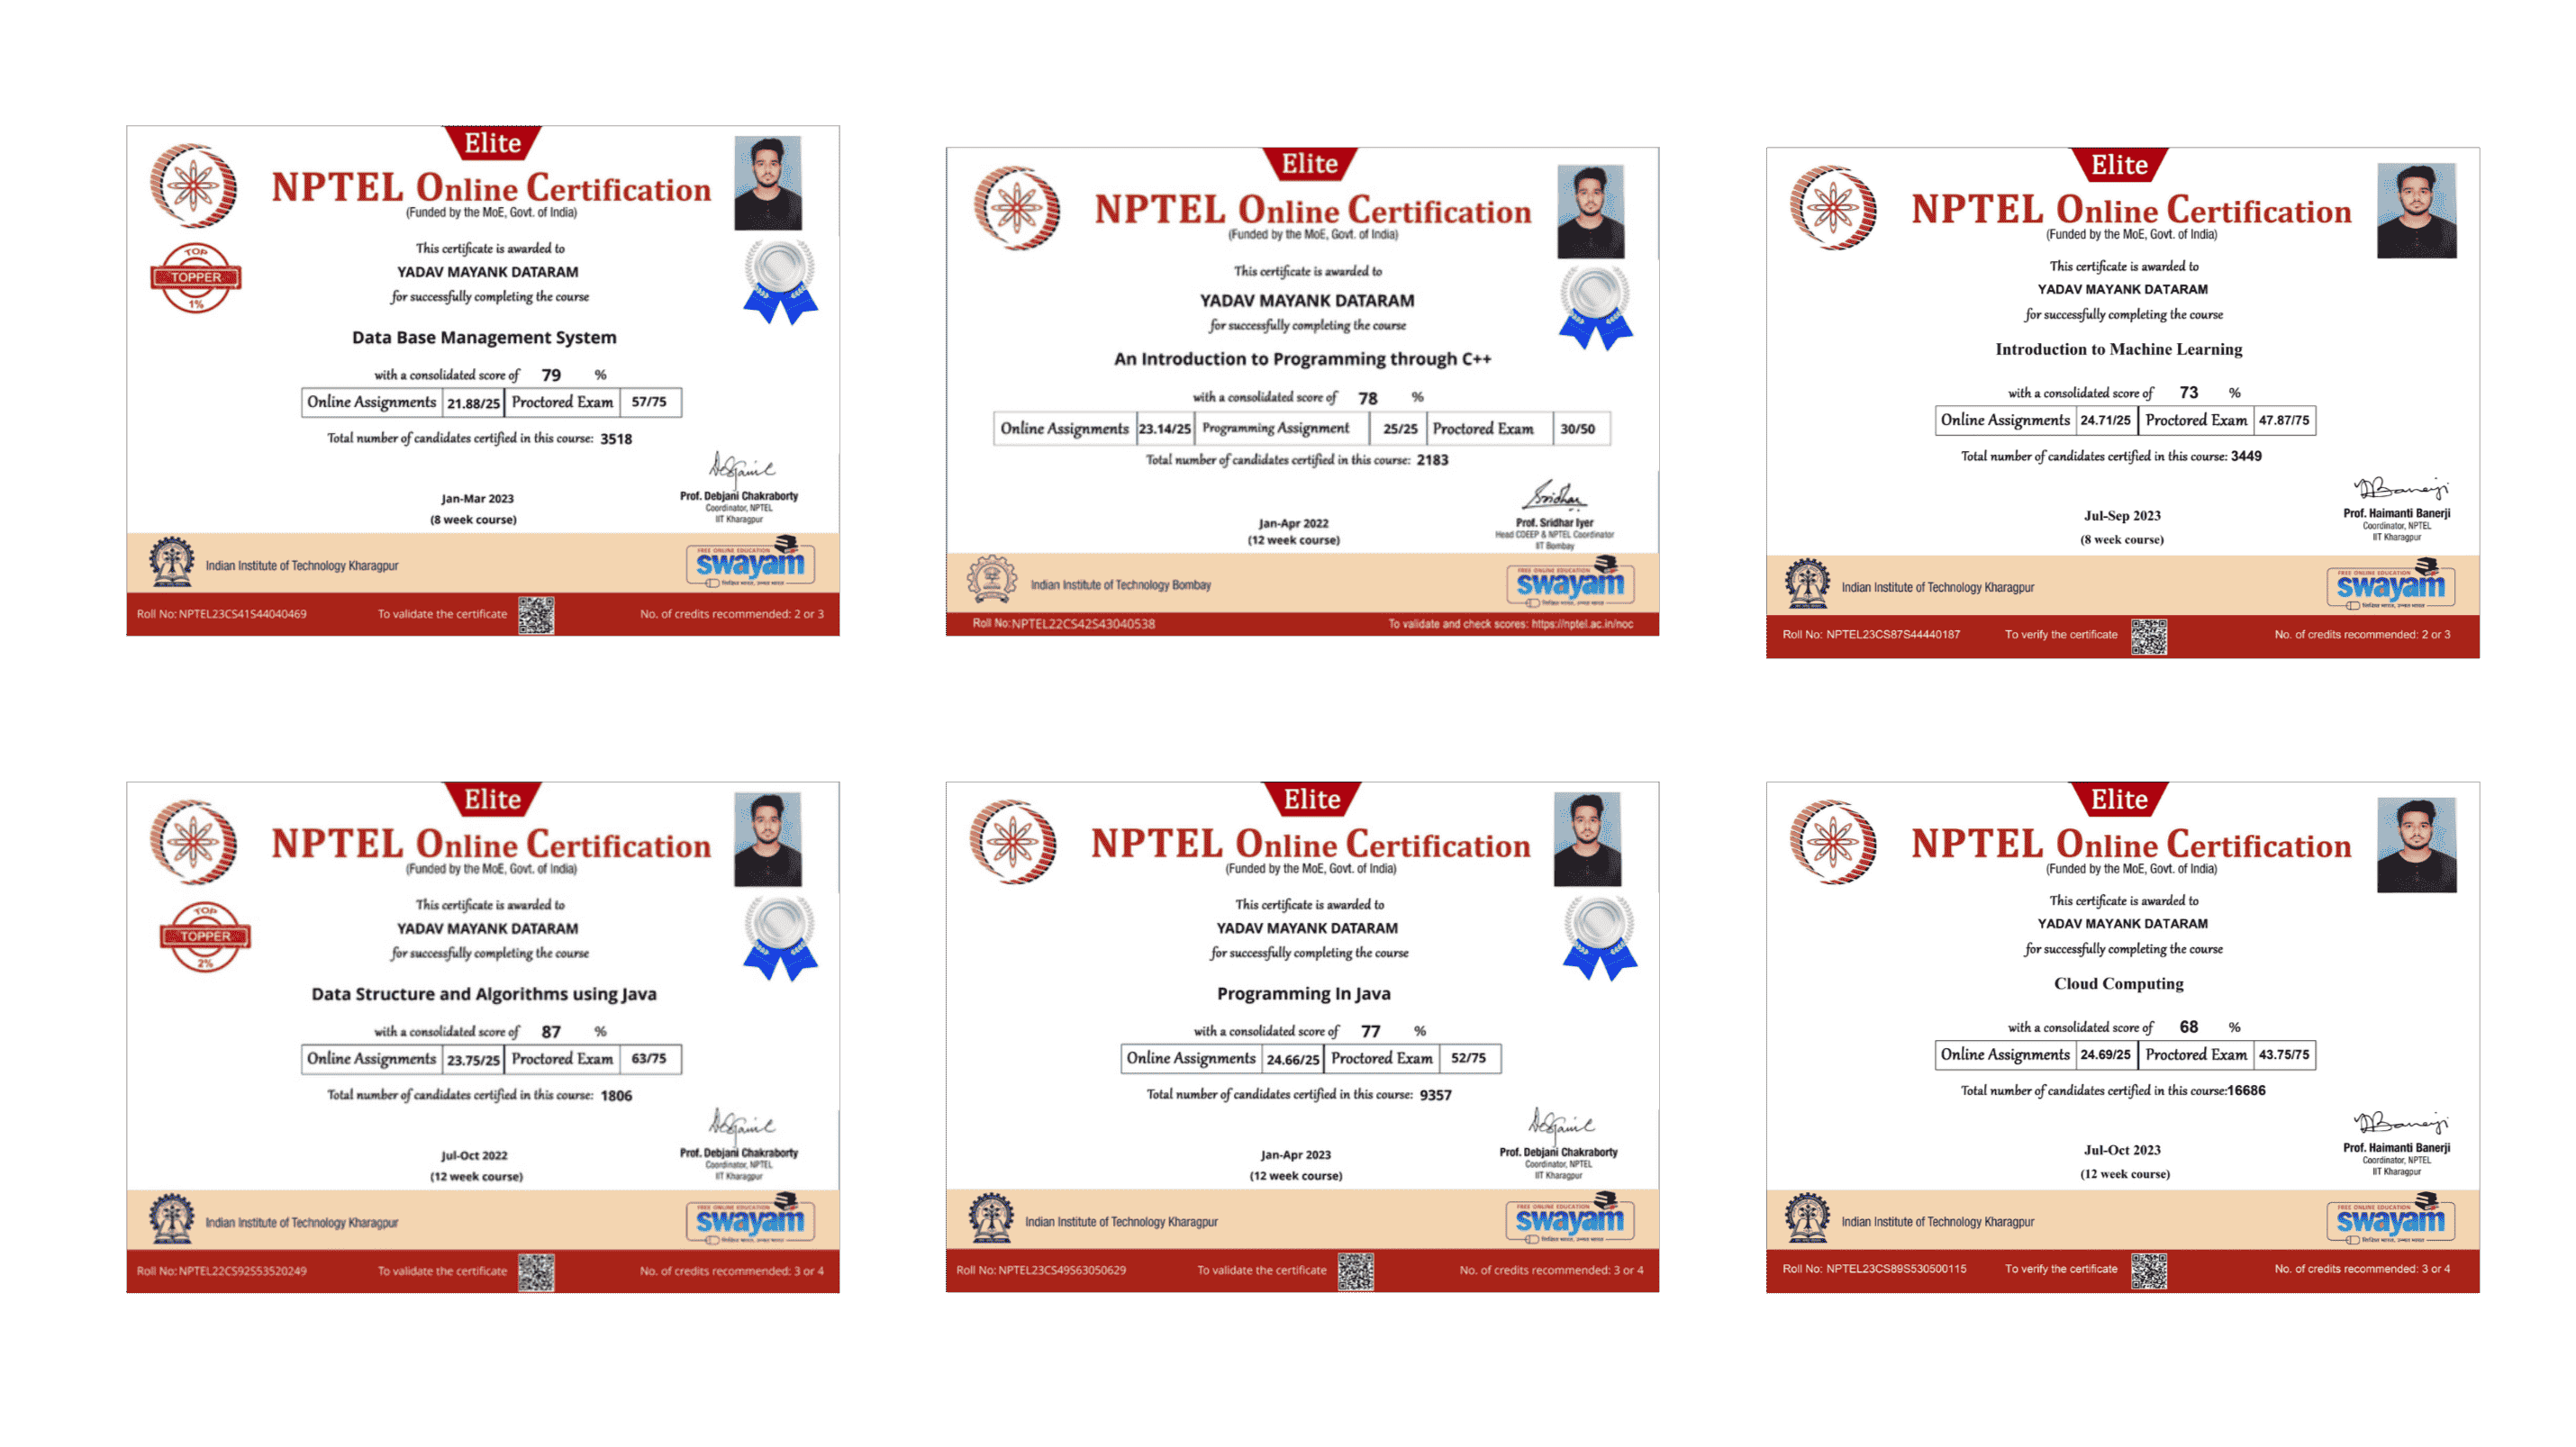 Elite
NPTEL Online Certification
(Funded by the MoE, Govt. of India)
TOP
TOPPER
1%
This certificate is awarded to
YADAV MAYANK DATARAM
for successfully completing the course
Data Base Management System
with a consolidated score of 79 %
Online Assignments 21.88/25 Proctored Exam 57/75
Total number of candidates certified in this course: 3518
Jan-Mar 2023
(8 week course)
Prof. Debjani Chakraborty
Coordinator, NPTEL
IIT Kharagpur
Indian Institute of Technology Kharagpur
FREE ONLINE EDUCATION
swayam
Roll No: NPTEL23CS41S44040469 To validate the certificate No. of credits recommended: 2 or 3
Elite
NPTEL Online Certification
(Funded by the MoE, Govt. of India)
This certificate is awarded to
YADAV MAYANK DATARAM
for successfully completing the course
An Introduction to Programming through C++
with a consolidated score of 78 %
Online Assignments 23.14/25 Programming Assignment 25/25 Proctored Exam 30/50
Total number of candidates certified in this course: 2183
Jan-Apr 2022
(12 week course)
Sridhar
Prof. Sridhar Iyer
Head CDEEP & NPTEL Coordinator
IIT Bombay
Indian Institute of Technology Bombay
FREE ONLINE EDUCATION
swayam
Roll No: NPTEL22CS42S43040538 To validate and check scores: https://nptel.ac.in/noc
Elite
NPTEL Online Certification
(Funded by the MoE, Govt. of India)
This certificate is awarded to
YADAV MAYANK DATARAM
for successfully completing the course
Introduction to Machine Learning
with a consolidated score of 73 %
Online Assignments 24.71/25 Proctored Exam 47.87/75
Total number of candidates certified in this course: 3449
Jul-Sep 2023
(8 week course)
Prof. Haimanti Banerji
Coordinator, NPTEL
IIT Kharagpur
Indian Institute of Technology Kharagpur
FREE ONLINE EDUCATION
swayam
Roll No: NPTEL23CS87S44440187 To verify the certificate No. of credits recommended: 2 or 3
Elite
NPTEL Online Certification
(Funded by the MoE, Govt. of India)
TOP
TOPPER
2%
This certificate is awarded to
YADAV MAYANK DATARAM
for successfully completing the course
Data Structure and Algorithms using Java
with a consolidated score of 87 %
Online Assignments 23.75/25 Proctored Exam 63/75
Total number of candidates certified in this course: 1806
Jul-Oct 2022
(12 week course)
Prof. Debjani Chakraborty
Coordinator, NPTEL
IIT Kharagpur
Indian Institute of Technology Kharagpur
FREE ONLINE EDUCATION
swayam
Roll No: NPTEL22CS92S53520249 To validate the certificate No. of credits recommended: 3 or 4
Elite
NPTEL Online Certification
(Funded by the MoE, Govt. of India)
This certificate is awarded to
YADAV MAYANK DATARAM
for successfully completing the course
Programming In Java
with a consolidated score of 77 %
Online Assignments 24.66/25 Proctored Exam 52/75
Total number of candidates certified in this course: 9357
Jan-Apr 2023
(12 week course)
Prof. Debjani Chakraborty
Coordinator, NPTEL
IIT Kharagpur
Indian Institute of Technology Kharagpur
FREE ONLINE EDUCATION
swayam
Roll No: NPTEL23CS49S63050629 To validate the certificate No. of credits recommended: 3 or 4
Elite
NPTEL Online Certification
(Funded by the MoE, Govt. of India)
This certificate is awarded to
YADAV MAYANK DATARAM
for successfully completing the course
Cloud Computing
with a consolidated score of 68 %
Online Assignments 24.69/25 Proctored Exam 43.75/75
Total number of candidates certified in this course:16686
Jul-Oct 2023
(12 week course)
Prof. Haimanti Banerji
Coordinator, NPTEL
IIT Kharagpur
Indian Institute of Technology Kharagpur
FREE ONLINE EDUCATION
swayam
Roll No: NPTEL23CS89S530500115 To verify the certificate No. of credits recommended: 3 or 4